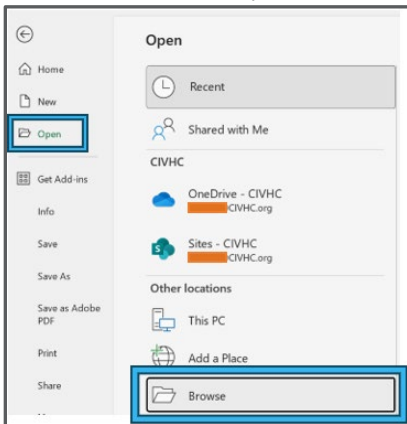 Home
New
Open
Get Add-ins
Info
Save
Save As
Save as Adobe
PDF
Print
Share
Open
Recent
Shared with Me
CIVHC
OneDrive - CIVHC
CIVHC.org
Sites - CIVHC
CIVHC.org
Other locations
This PC
Add a Place
Browse